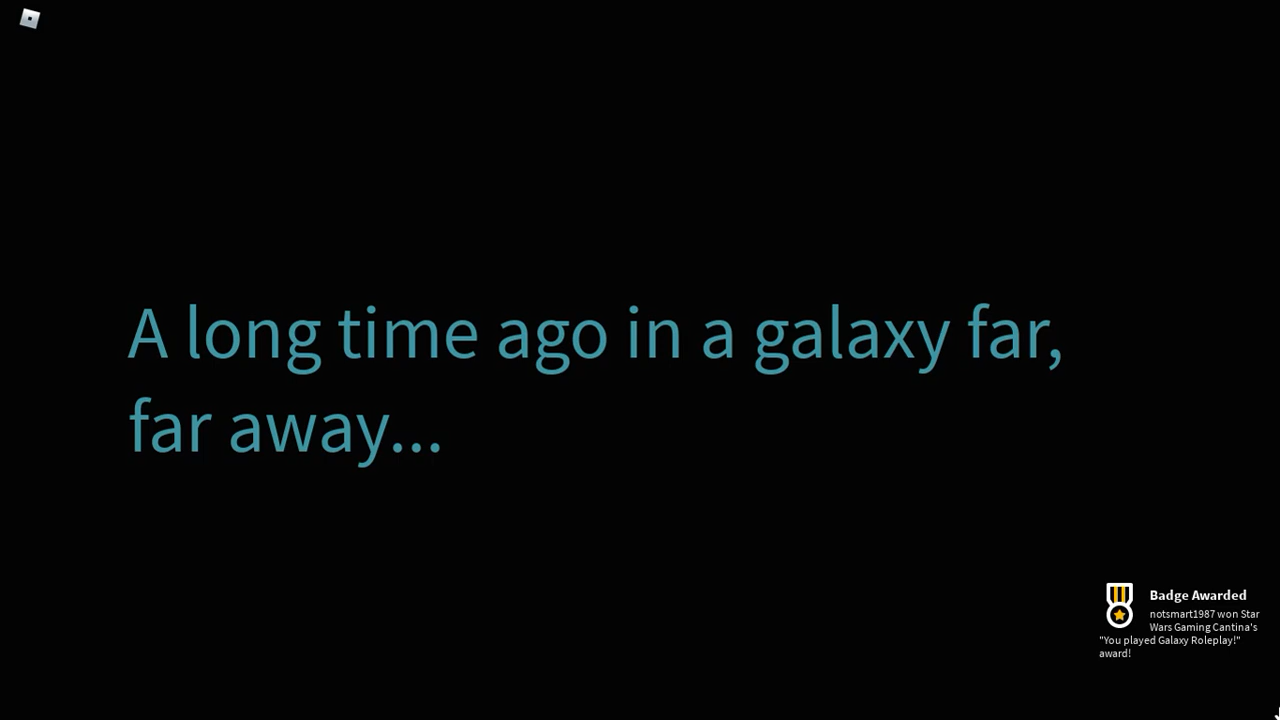 A long time ago in a galaxy far,
far away...
Badge Awarded
notsmart1987 won Star
Wars Gaming Cantina's
"You played Galaxy Roleplay!"
award!